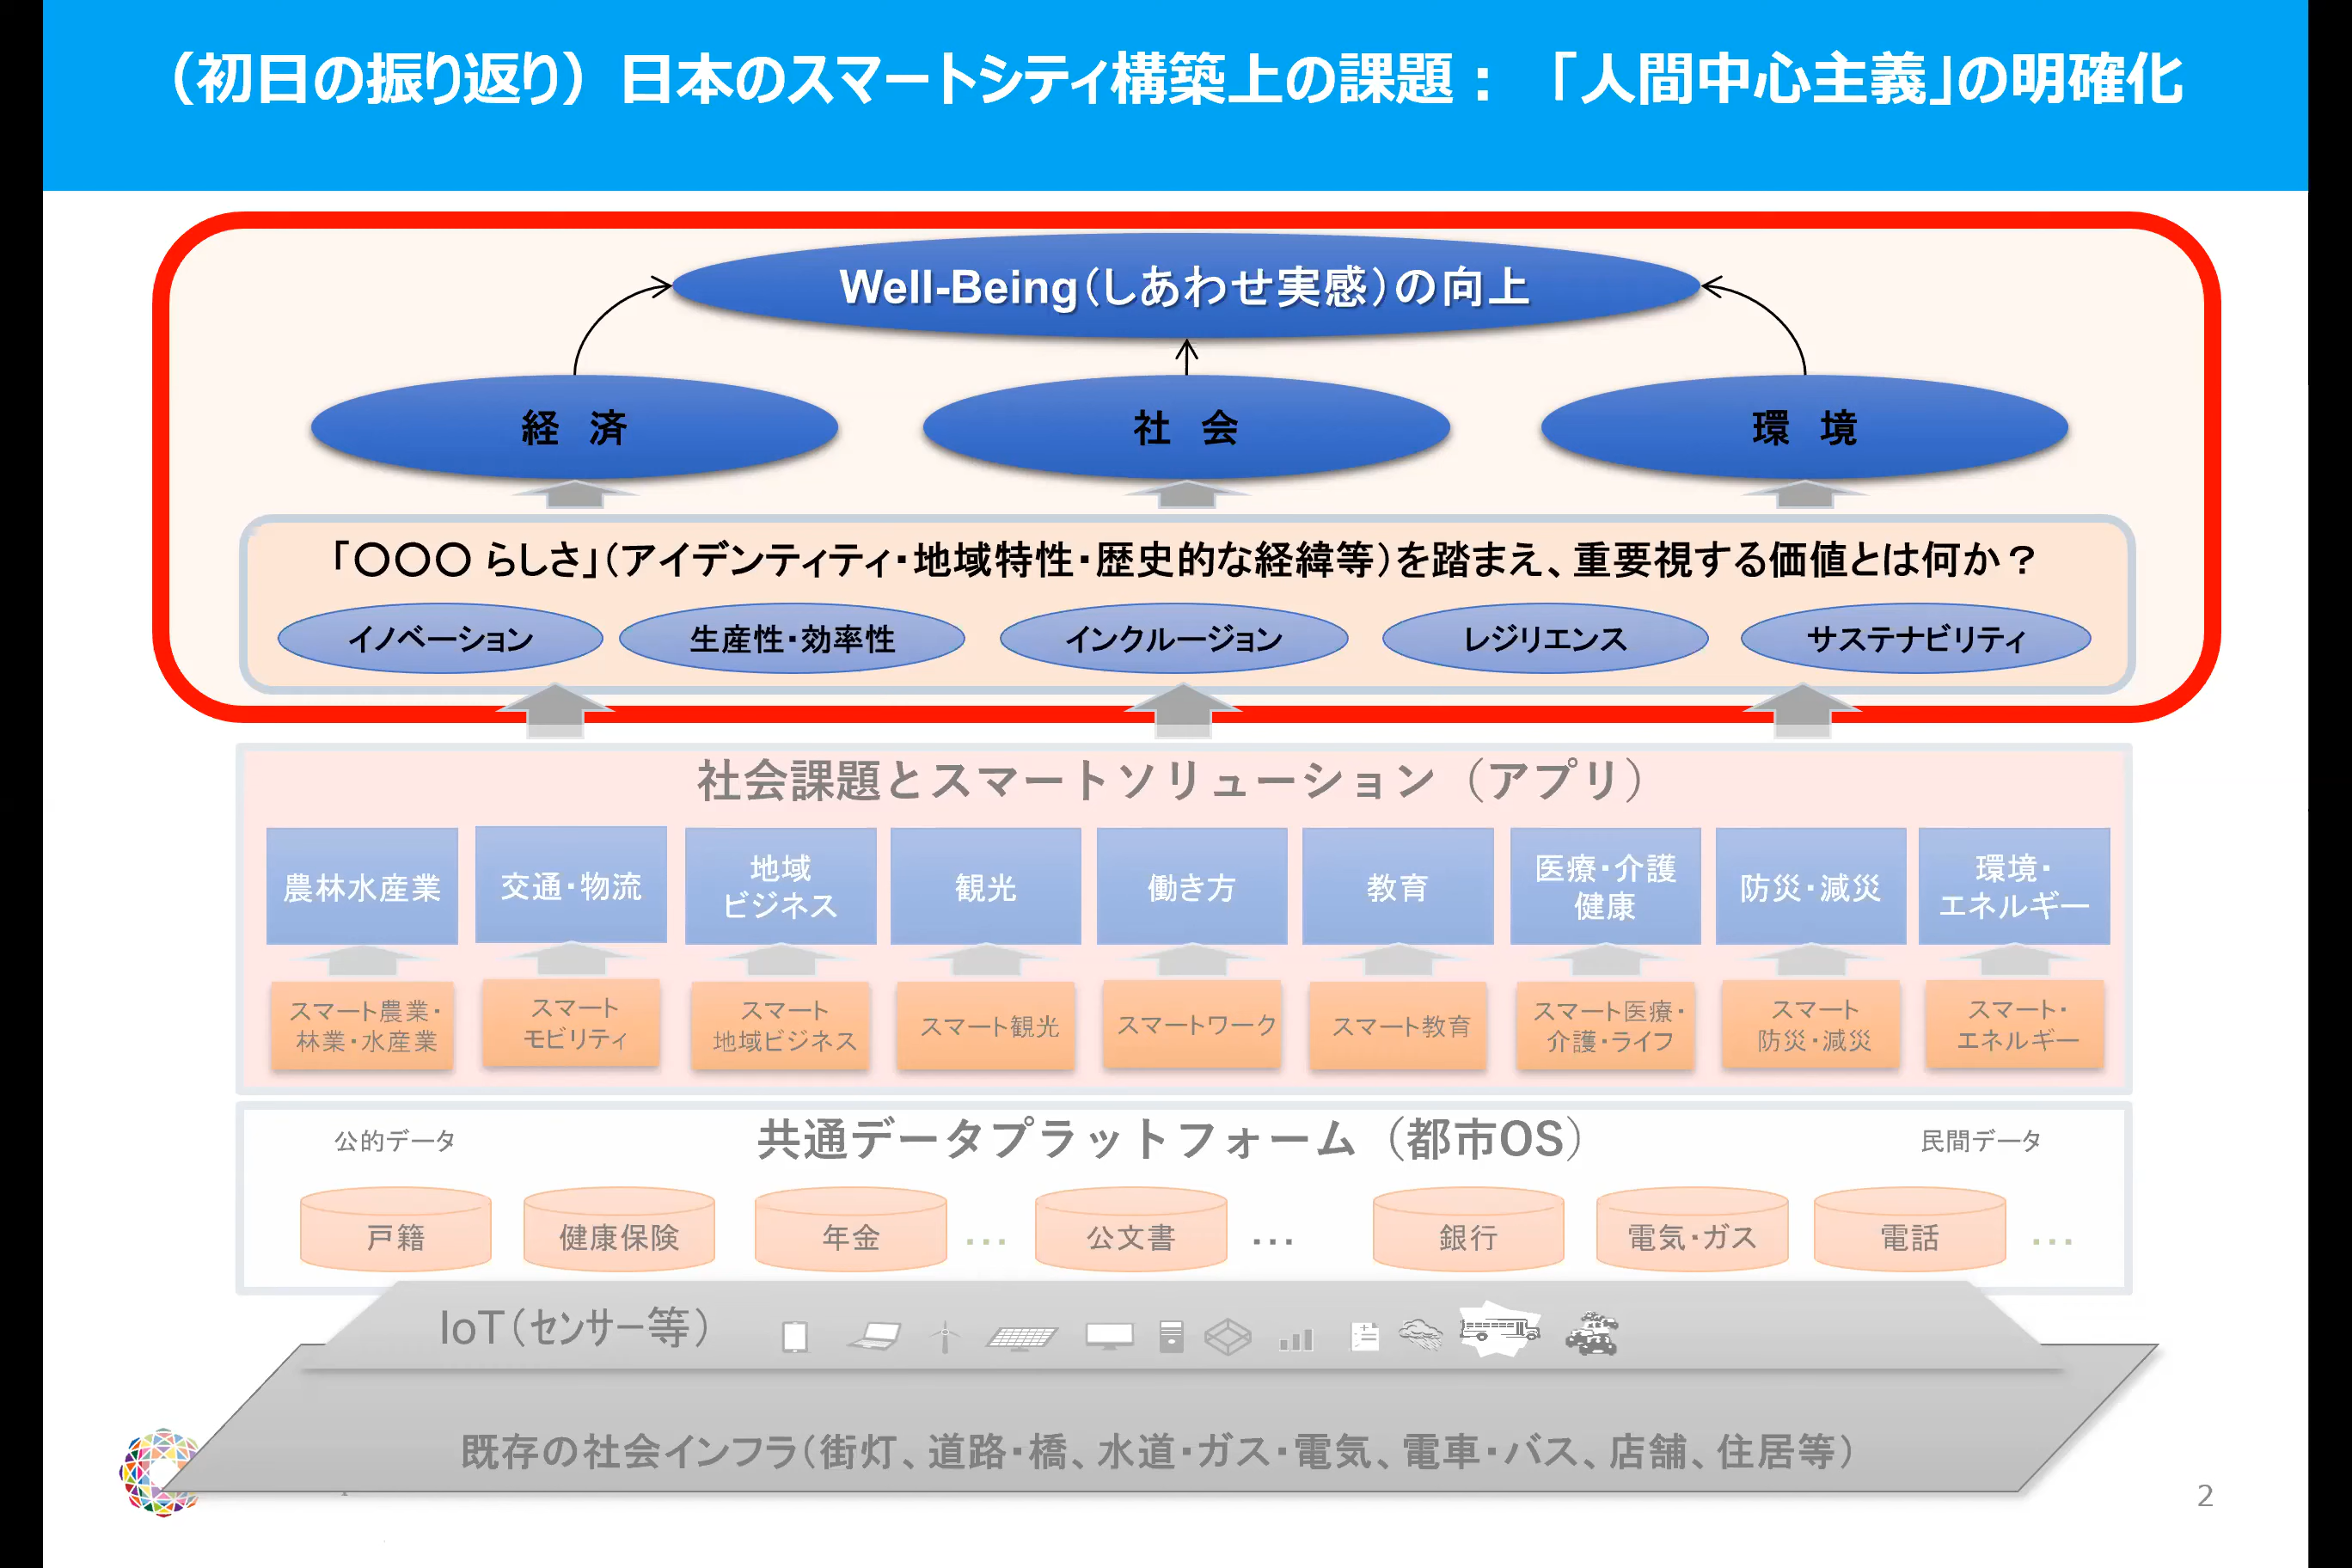 （初日の振り返り）日本のスマートシティ構築上の課題：「人間中心主義」の明確化
Well-Being（しあわせ実感）の向上
経 済
社 会
環 境
「〇〇〇 らしさ」（アイデンティティ・地域特性・歴史的な経緯等）を踏まえ、重要視する価値とは何か？
イノベーション
生産性・効率性
インクルージョン
レジリエンス
サステナビリティ
社会課題とスマートソリューション（アプリ）
農林水産業
交通・物流
地域
ビジネス
観光
働き方
教育
医療・介護
健康
防災・減災
環境・
エネルギー
スマート農業・
林業・水産業
スマート
モビリティ
スマート
地域ビジネス
スマート観光
スマートワーク
スマート教育
スマート医療・
介護・ライフ
スマート
防災・減災
スマート・
エネルギー
公的データ
共通データプラットフォーム（都市OS）
民間データ
戸籍
健康保険
年金
…
公文書
…
銀行
電気・ガス
電話
…
IoT（センサー等）
既存の社会インフラ（街灯、道路・橋、水道・ガス・電気、電車・バス、店舗、住居等）
2